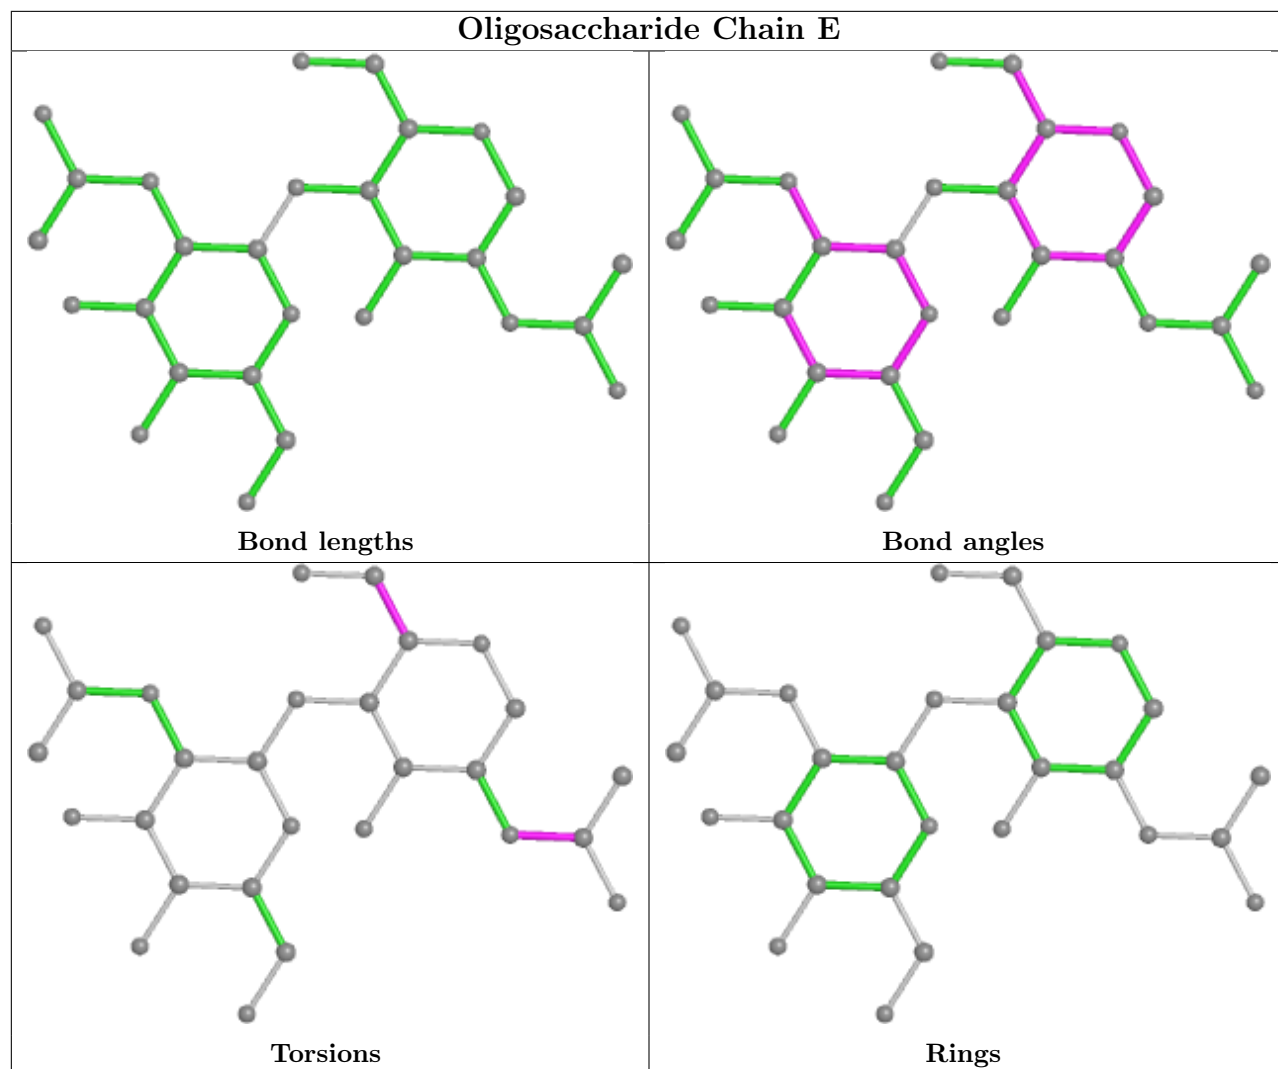 Oligosaccharide Chain E
Bond lengths
Bond angles
Torsions
Rings